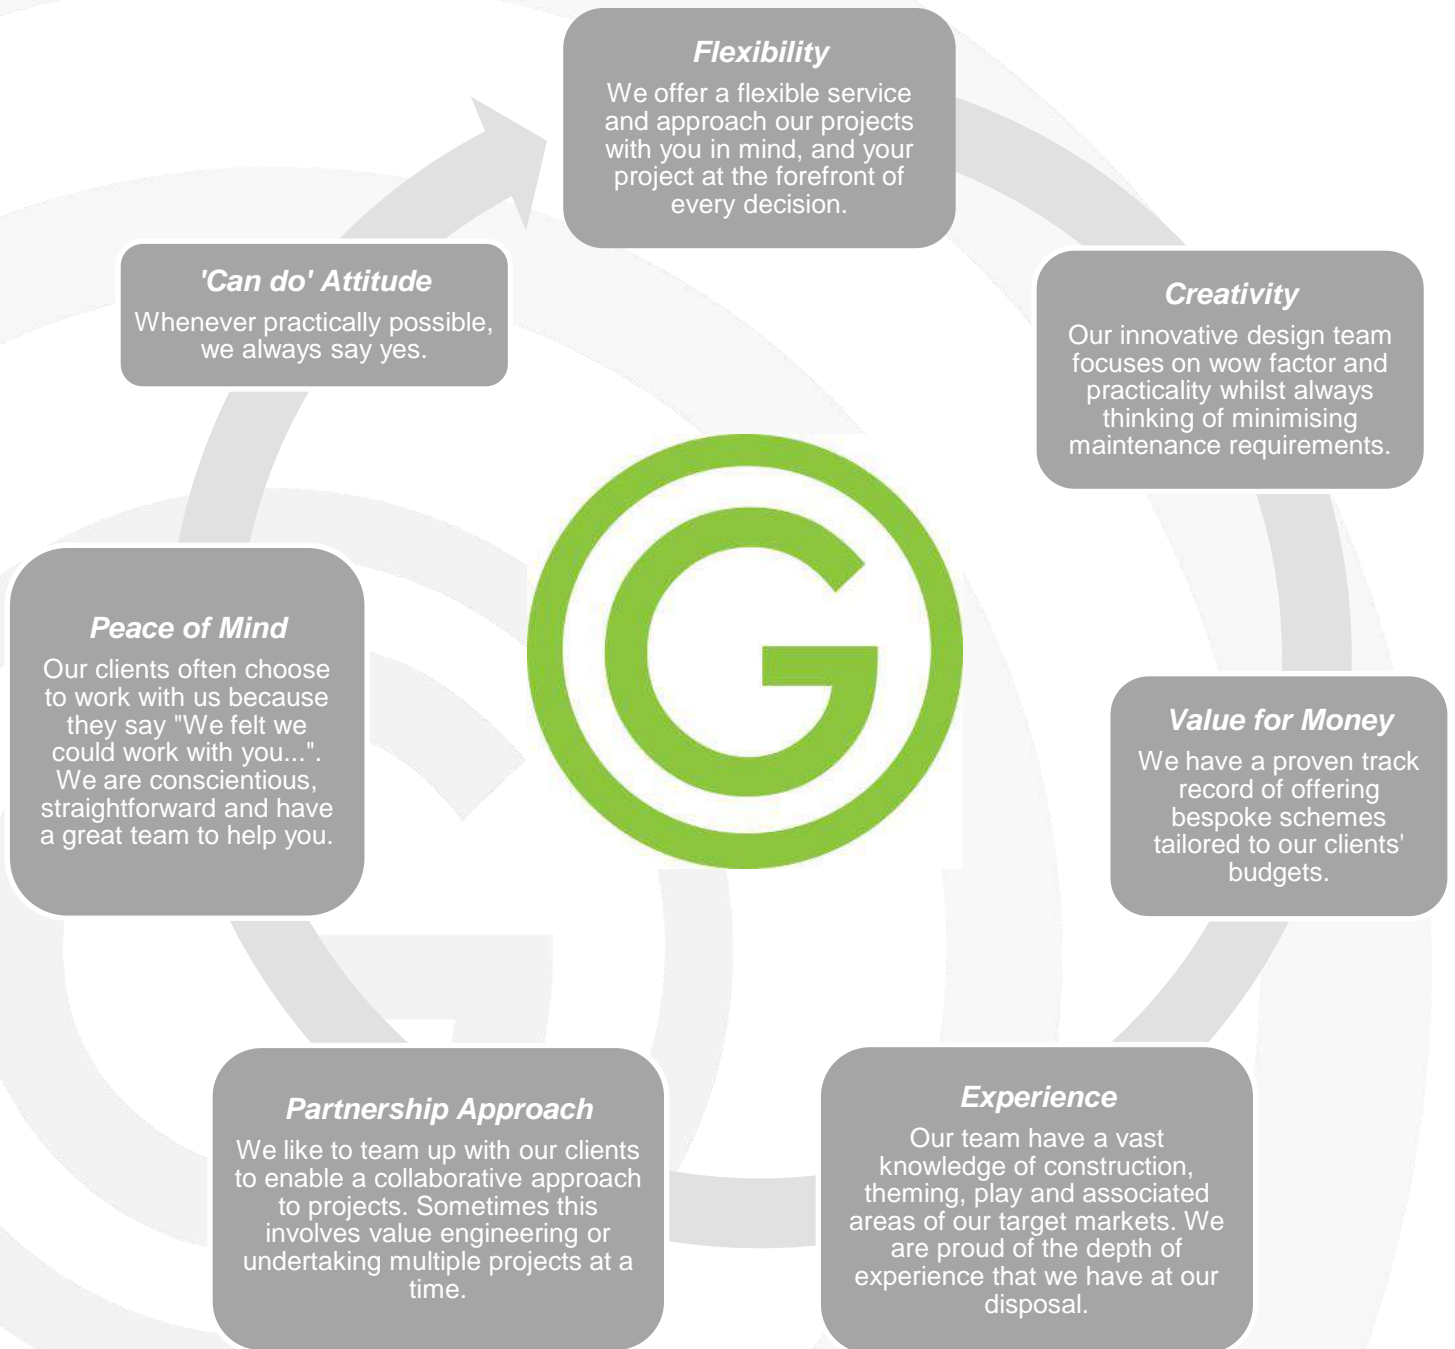 Flexibility
We offer a flexible service
and approach our projects
with you in mind, and your
project at the forefront of
every decision.
Creativity
Our innovative design team
focuses on wow factor and
practicality whilst always
thinking of minimising
maintenance requirements.
Value for Money
We have a proven track
record of offering
bespoke schemes
tailored to our clients'
budgets.
Experience
Our team have a vast
knowledge of construction,
theming, play and associated
areas of our target markets. We
are proud of the depth of
experience that we have at our
disposal.
Partnership Approach
We like to team up with our clients
to enable a collaborative approach
to projects. Sometimes this
involves value engineering or
undertaking multiple projects at a
time.
Peace of Mind
Our clients often choose
to work with us because
they say "We felt we
could work with you...".
We are conscientious,
straightforward and have
a great team to help you.
'Can do' Attitude
Whenever practically possible,
we always say yes.
G